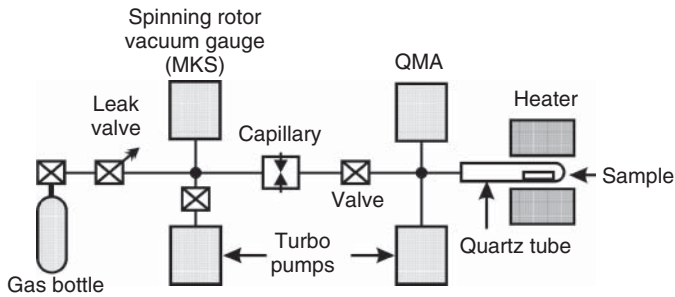 Spinning rotor
vacuum gauge
(MKS)
QMA
Leak
valve
Heater
Capillary
Sample
Valve
Turbo
pumps
Quartz tube
Gas bottle